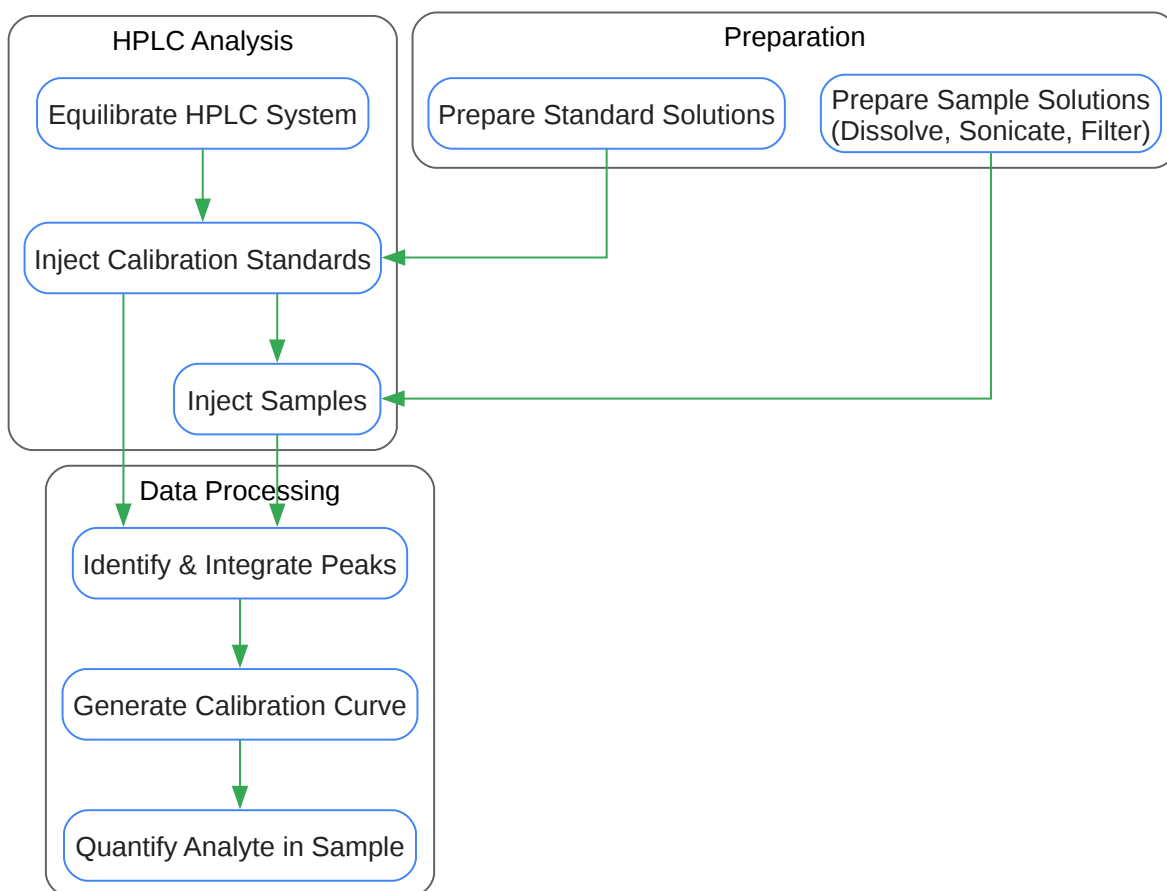 HPLC Analysis
Equilibrate HPLC System
Inject Calibration Standards
Inject Samples
Preparation
Prepare Standard Solutions
Prepare Sample Solutions
(Dissolve, Sonicate, Filter)
Data Processing
Identify & Integrate Peaks
Generate Calibration Curve
Quantify Analyte in Sample